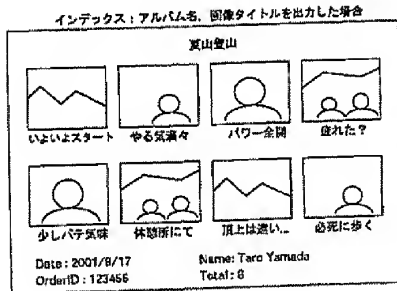 インデックス：アルバム名、画像タイトルを出力した場合
夏山登山
いよいよスタート やる気満々 パワー全開 疲れた？
少しバテ気味 休憩所にて 頂上は遠い... 必死に歩く
Date : 2001/8/17 Name: Taro Yamada
OrderID : 123456 Total : 8